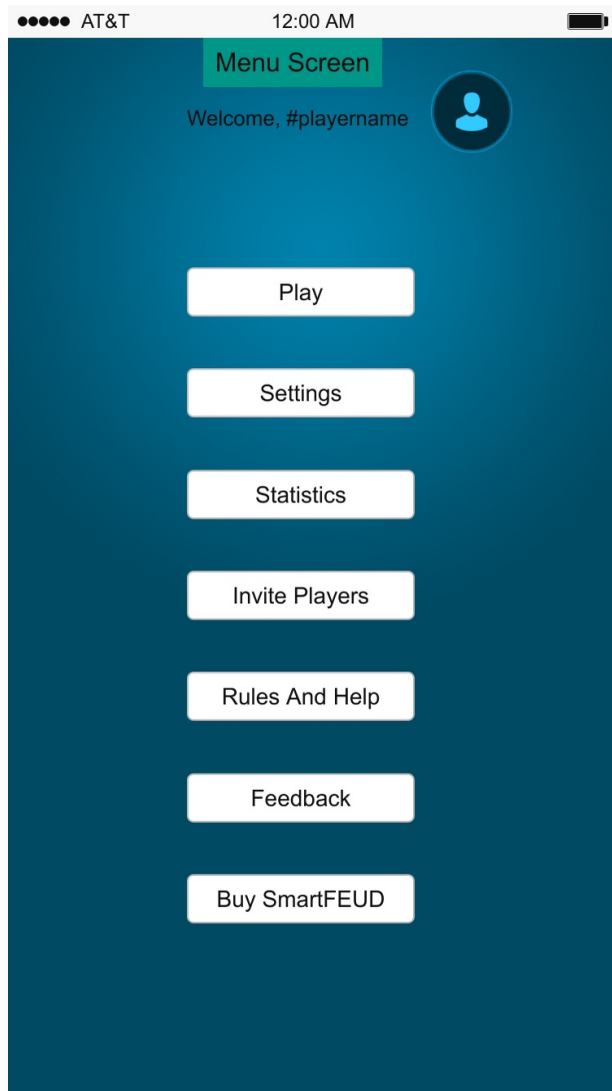 AT&T 12:00 AM
Menu Screen
Welcome, #playername
Play
Settings
Statistics
Invite Players
Rules And Help
Feedback
Buy SmartFEUD